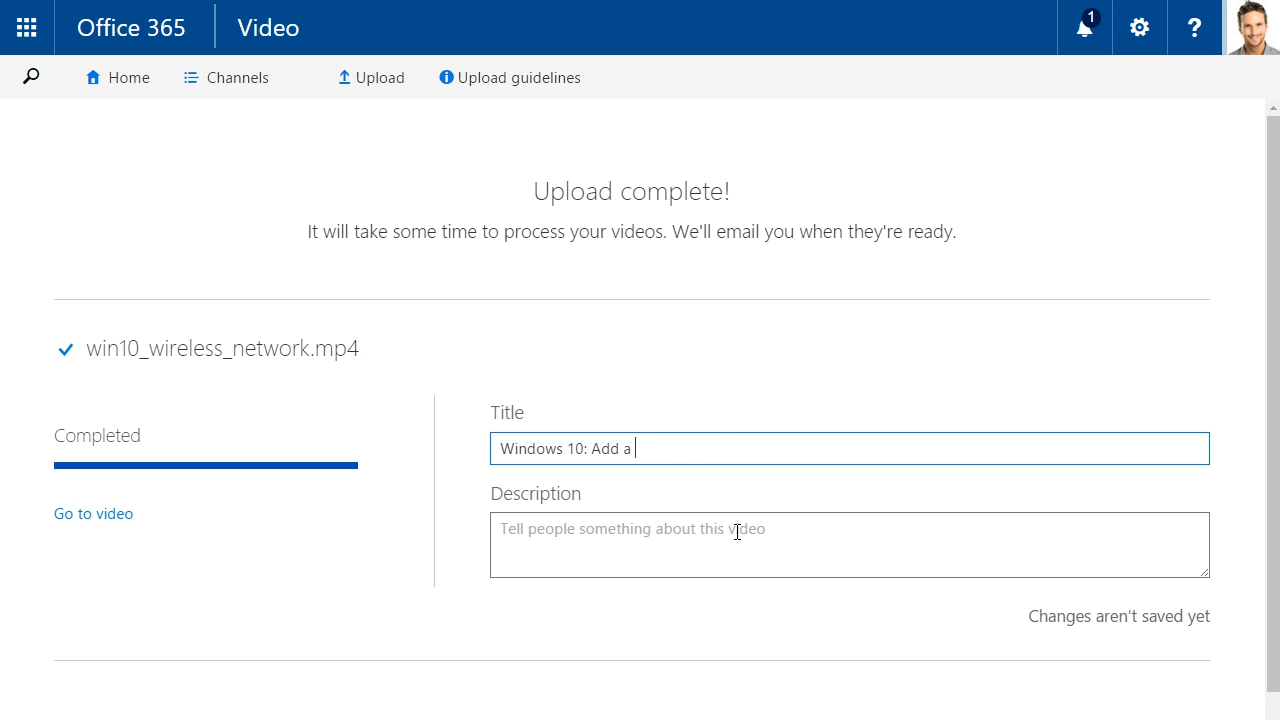 Office 365 Video 1 ?
Home Channels Upload Upload guidelines
Upload complete!
It will take some time to process your videos. We'll email you when they're ready.
win10_wireless_network.mp4
Completed
Go to video
Title
Windows 10: Add a
Description
Tell people something about this video
Changes aren't saved yet